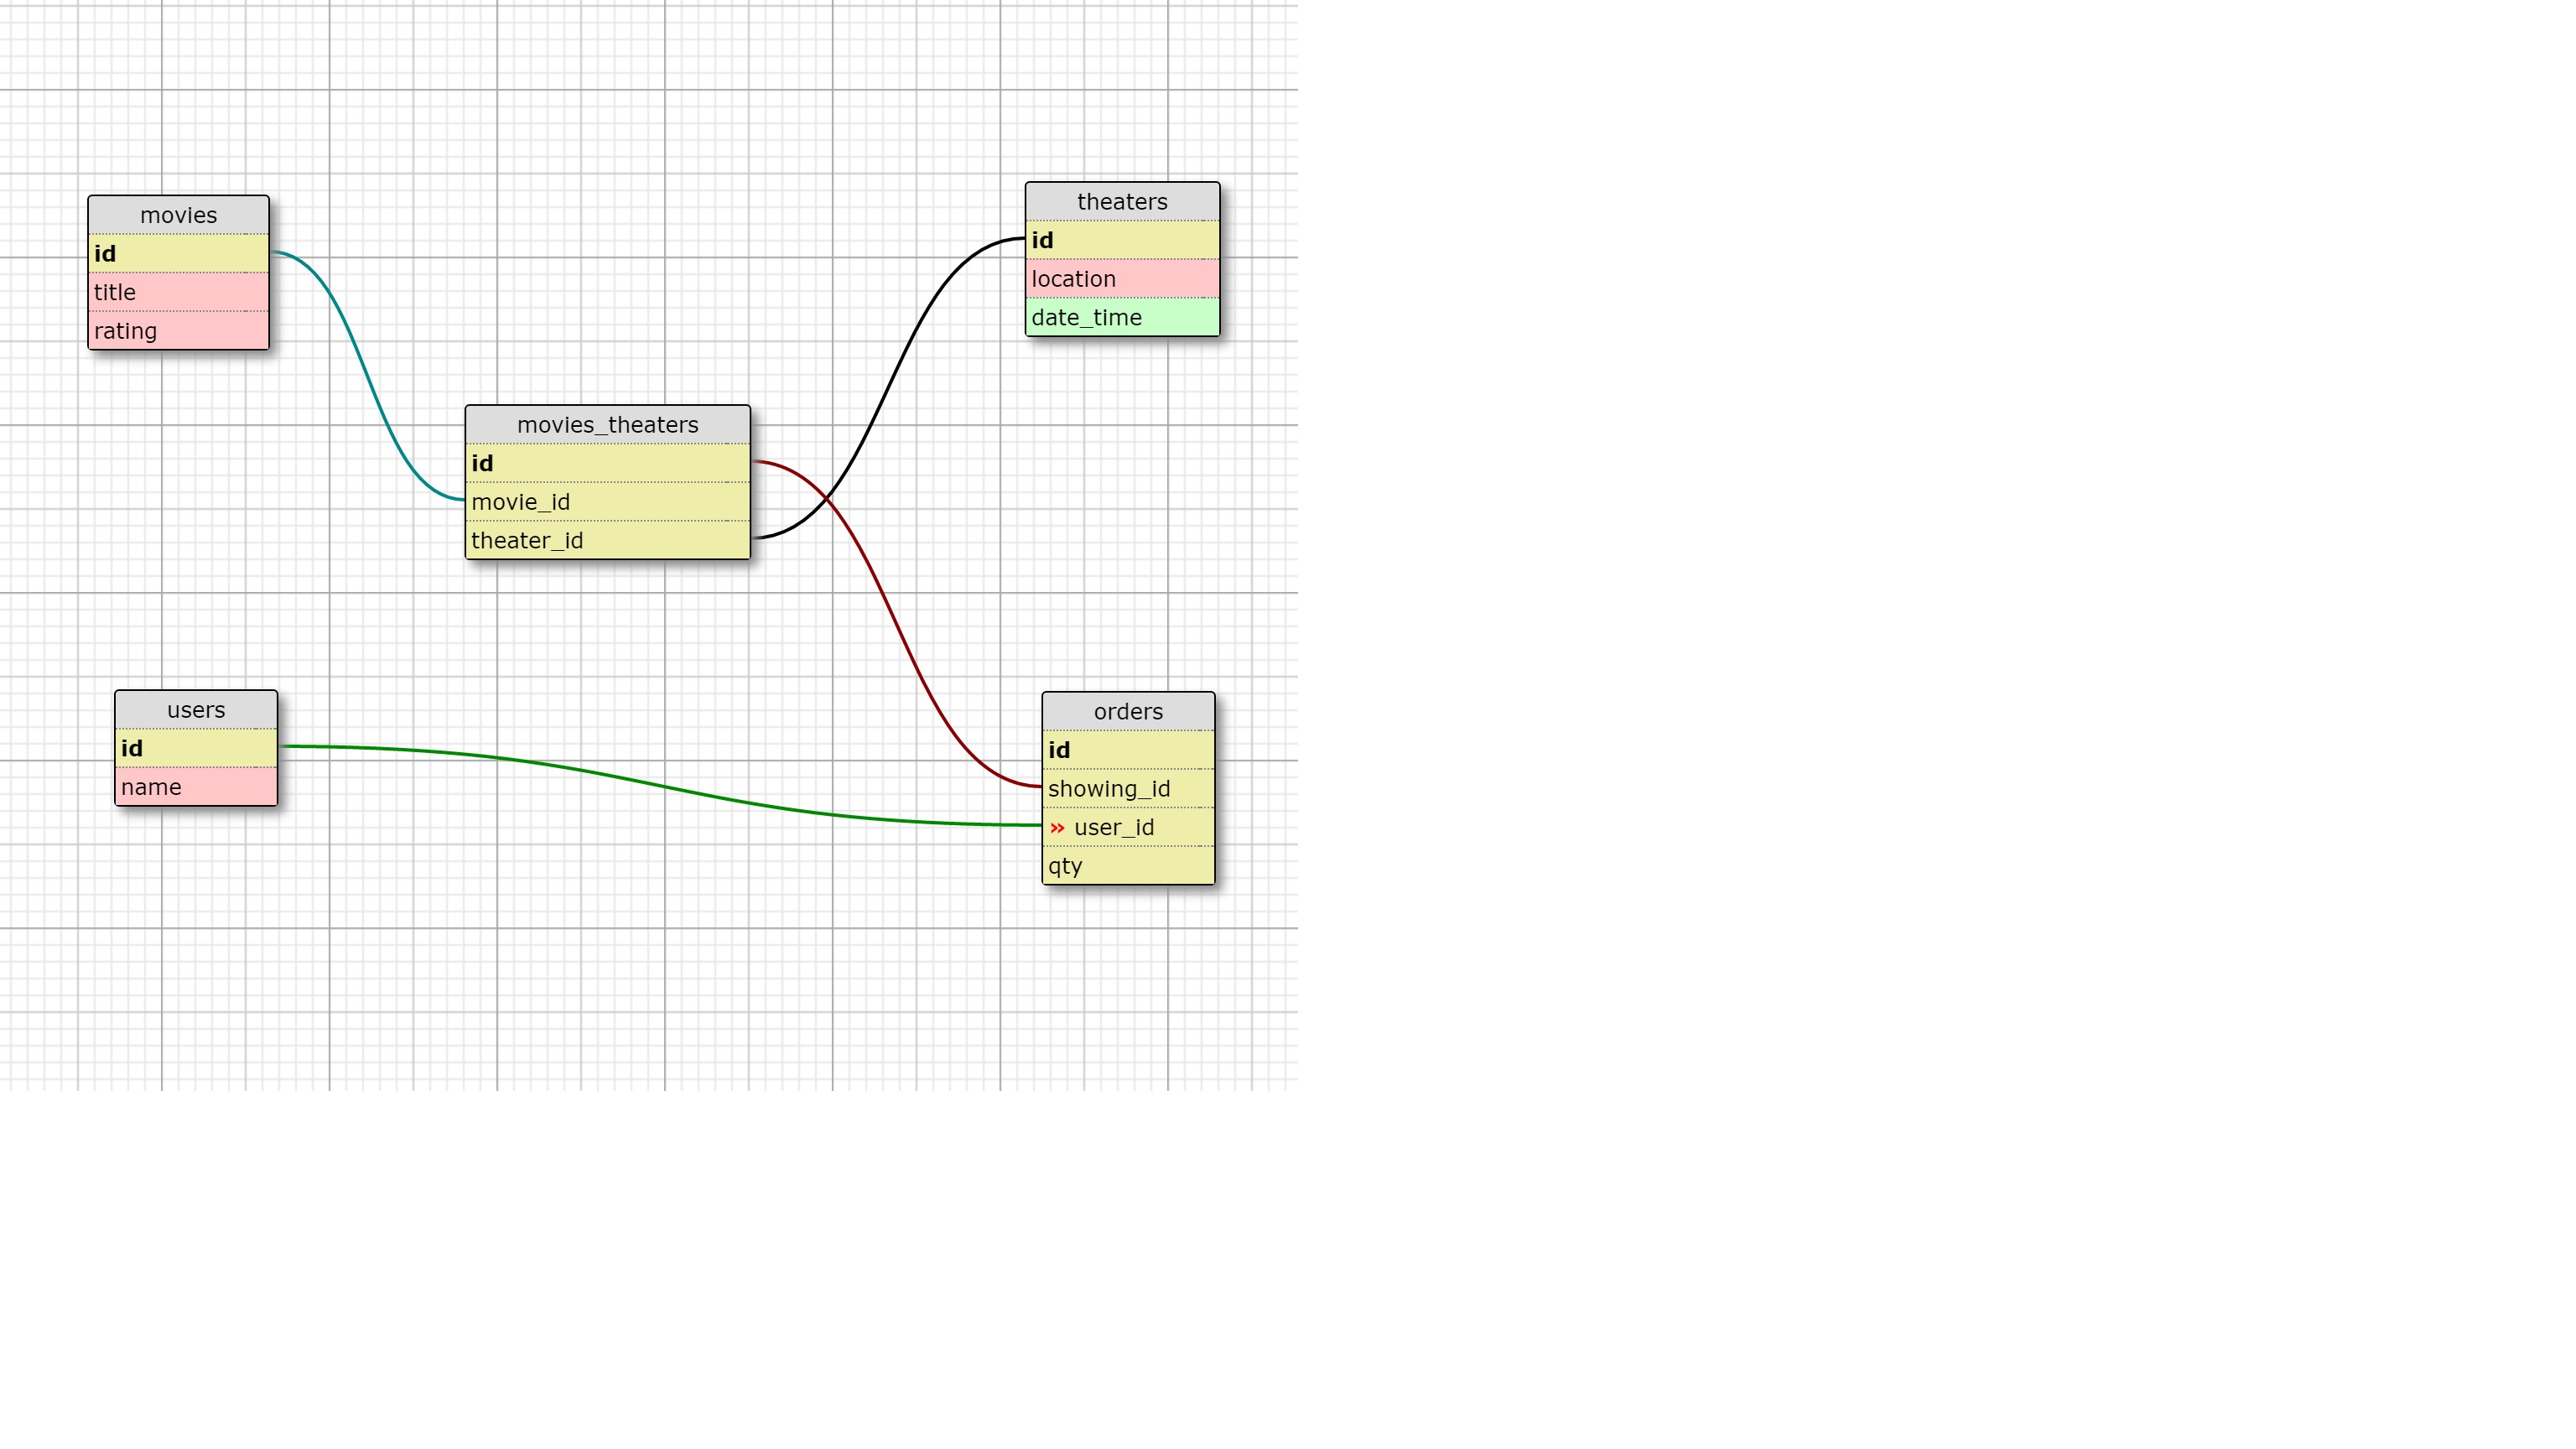 movies
id
title
rating
theaters
id
location
date_time
movies_theaters
id
movie_id
theater_id
users
id
name
orders
id
showing_id
» user_id
qty